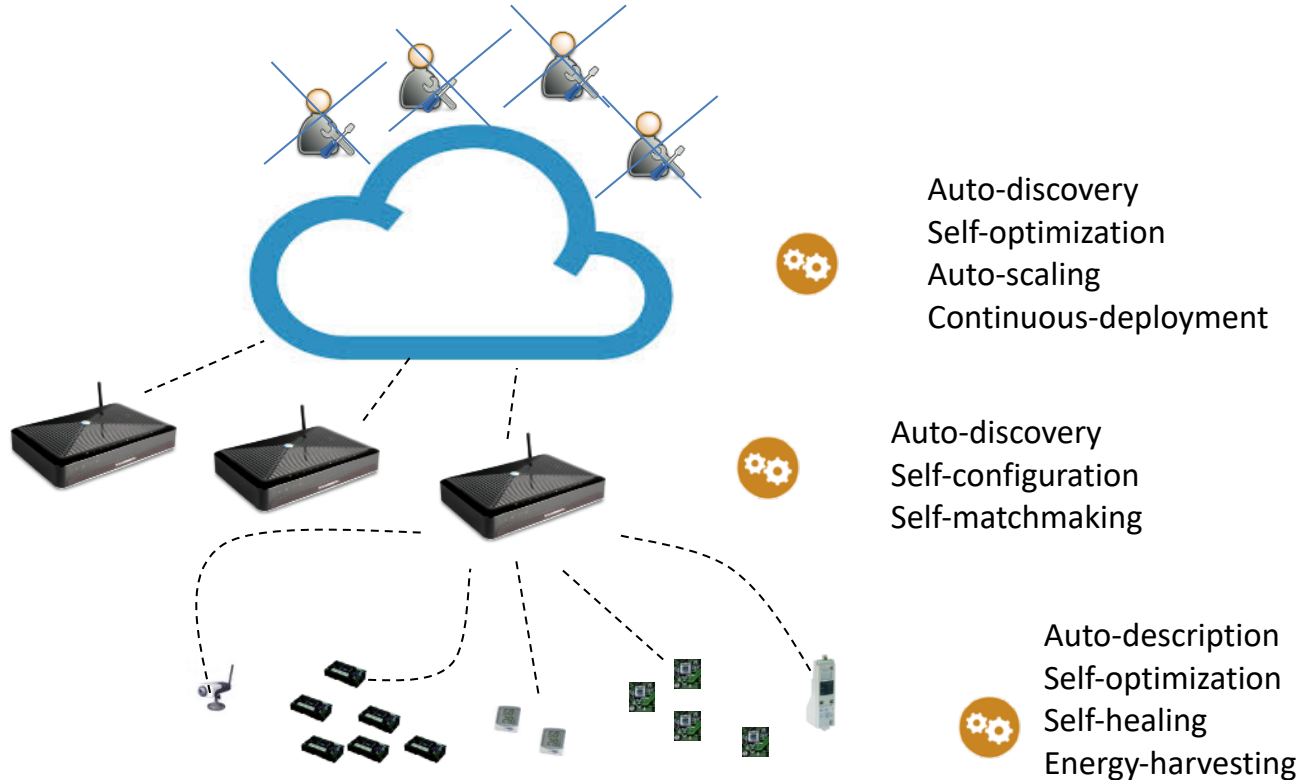 Auto-discovery
Self-optimization
Auto-scaling
Continuous-deployment
Auto-discovery
Self-configuration
Self-matchmaking
Auto-description
Self-optimization
Self-healing
Energy-harvesting